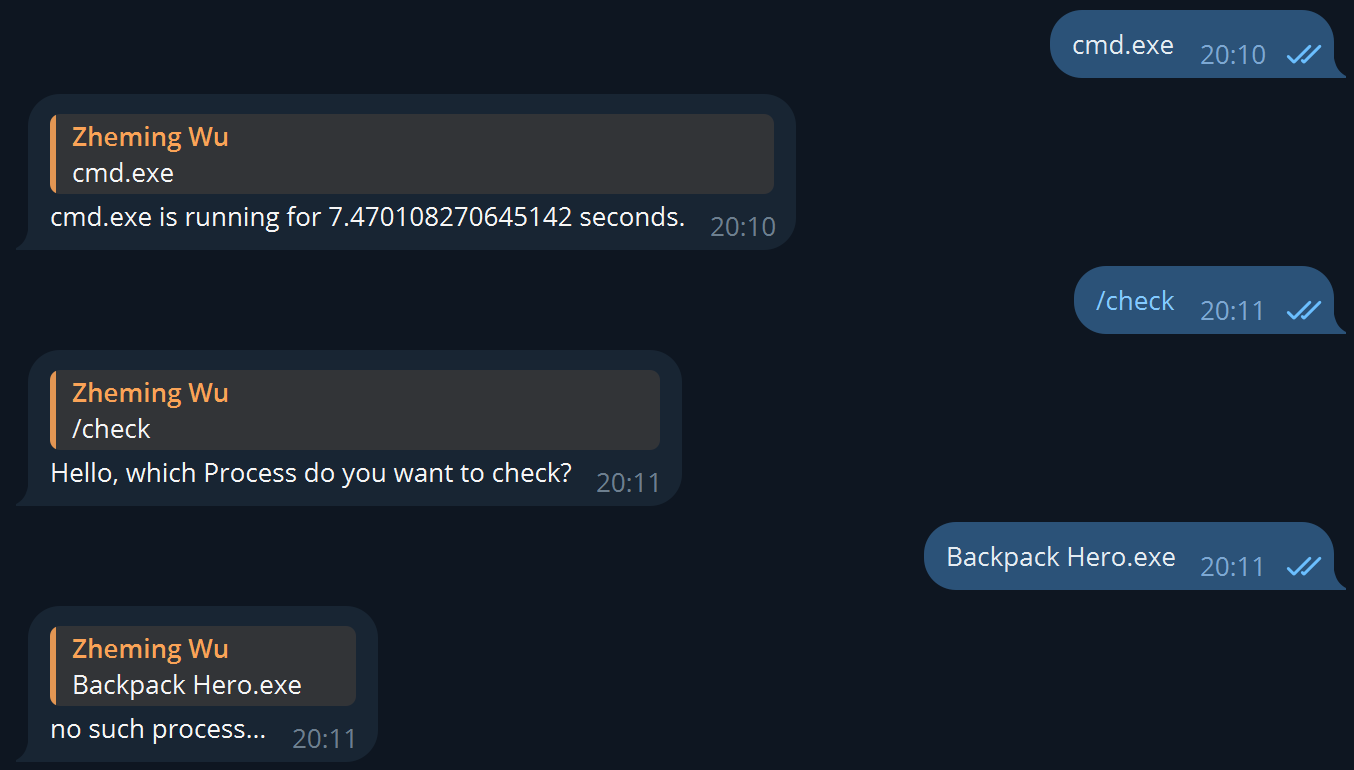 cmd.exe 20:10
Zheming Wu
cmd.exe
cmd.exe is running for 7.470108270645142 seconds. 20:10
/check 20:11
Zheming Wu
/check
Hello, which Process do you want to check? 20:11
Backpack Hero.exe 20:11
Zheming Wu
Backpack Hero.exe
no such process... 20:11